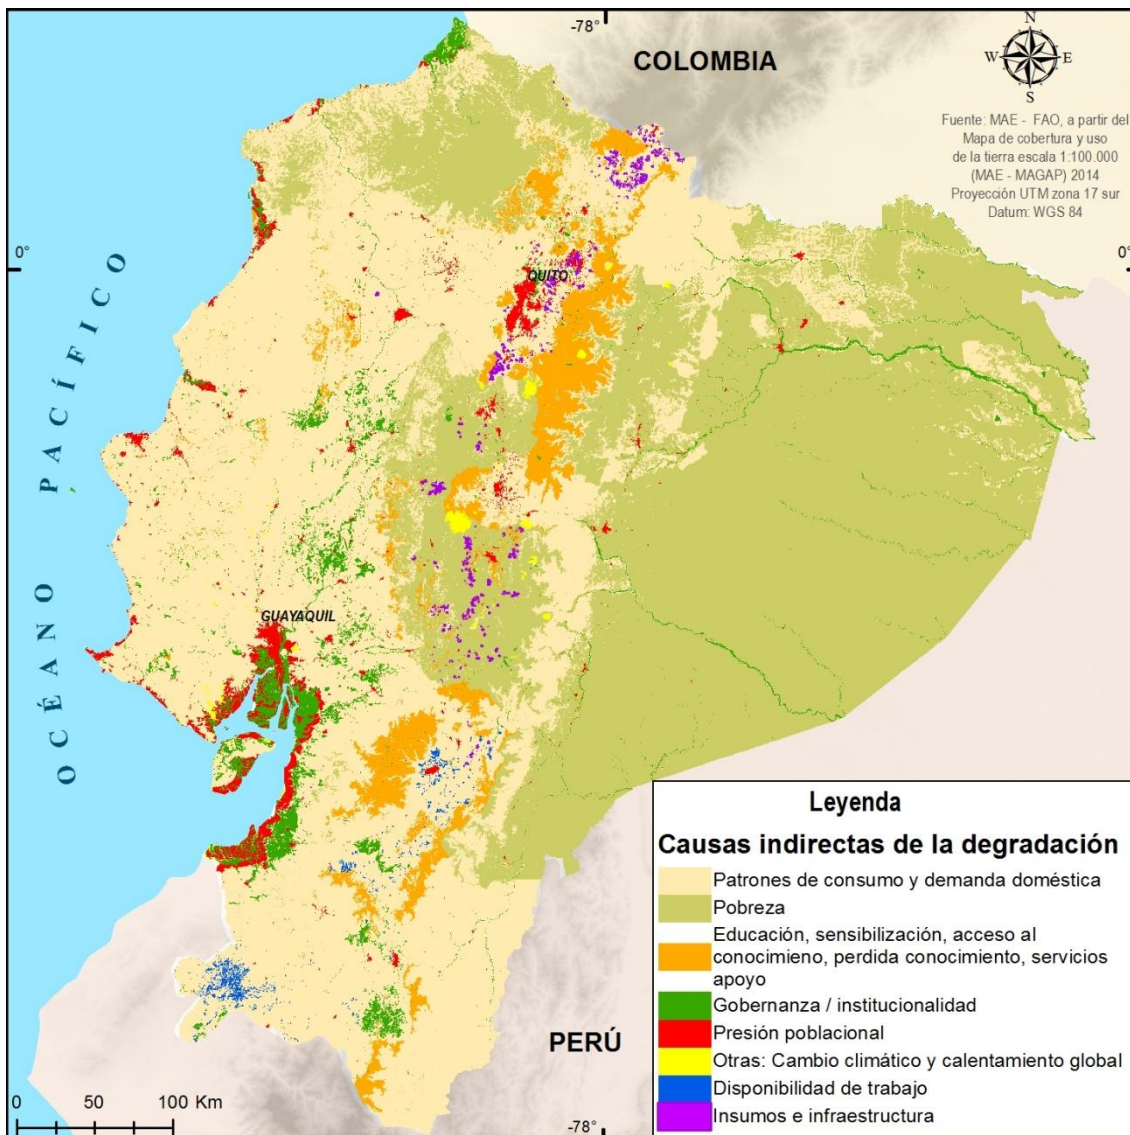 -78°
COLOMBIA
N
W E
S
Fuente: MAE - FAO, a partir del
Mapa de cobertura y uso
de la tierra escala 1:100.000
(MAE - MAGAP) 2014
Proyección UTM zona 17 sur
Datum: WGS 84
0°
0°
QUITO
OCÉANO PACÍFICO
GUAYAQUIL
PERÚ
Leyenda
Causas indirectas de la degradación
Patrones de consumo y demanda doméstica
Pobreza
Educación, sensibilización, acceso al
conocimieno, perdida conocimiento, servicios
apoyo
Gobernanza / institucionalidad
Presión poblacional
Otras: Cambio climático y calentamiento global
Disponibilidad de trabajo
Insumos e infraestructura
0 50 100 Km
-78°